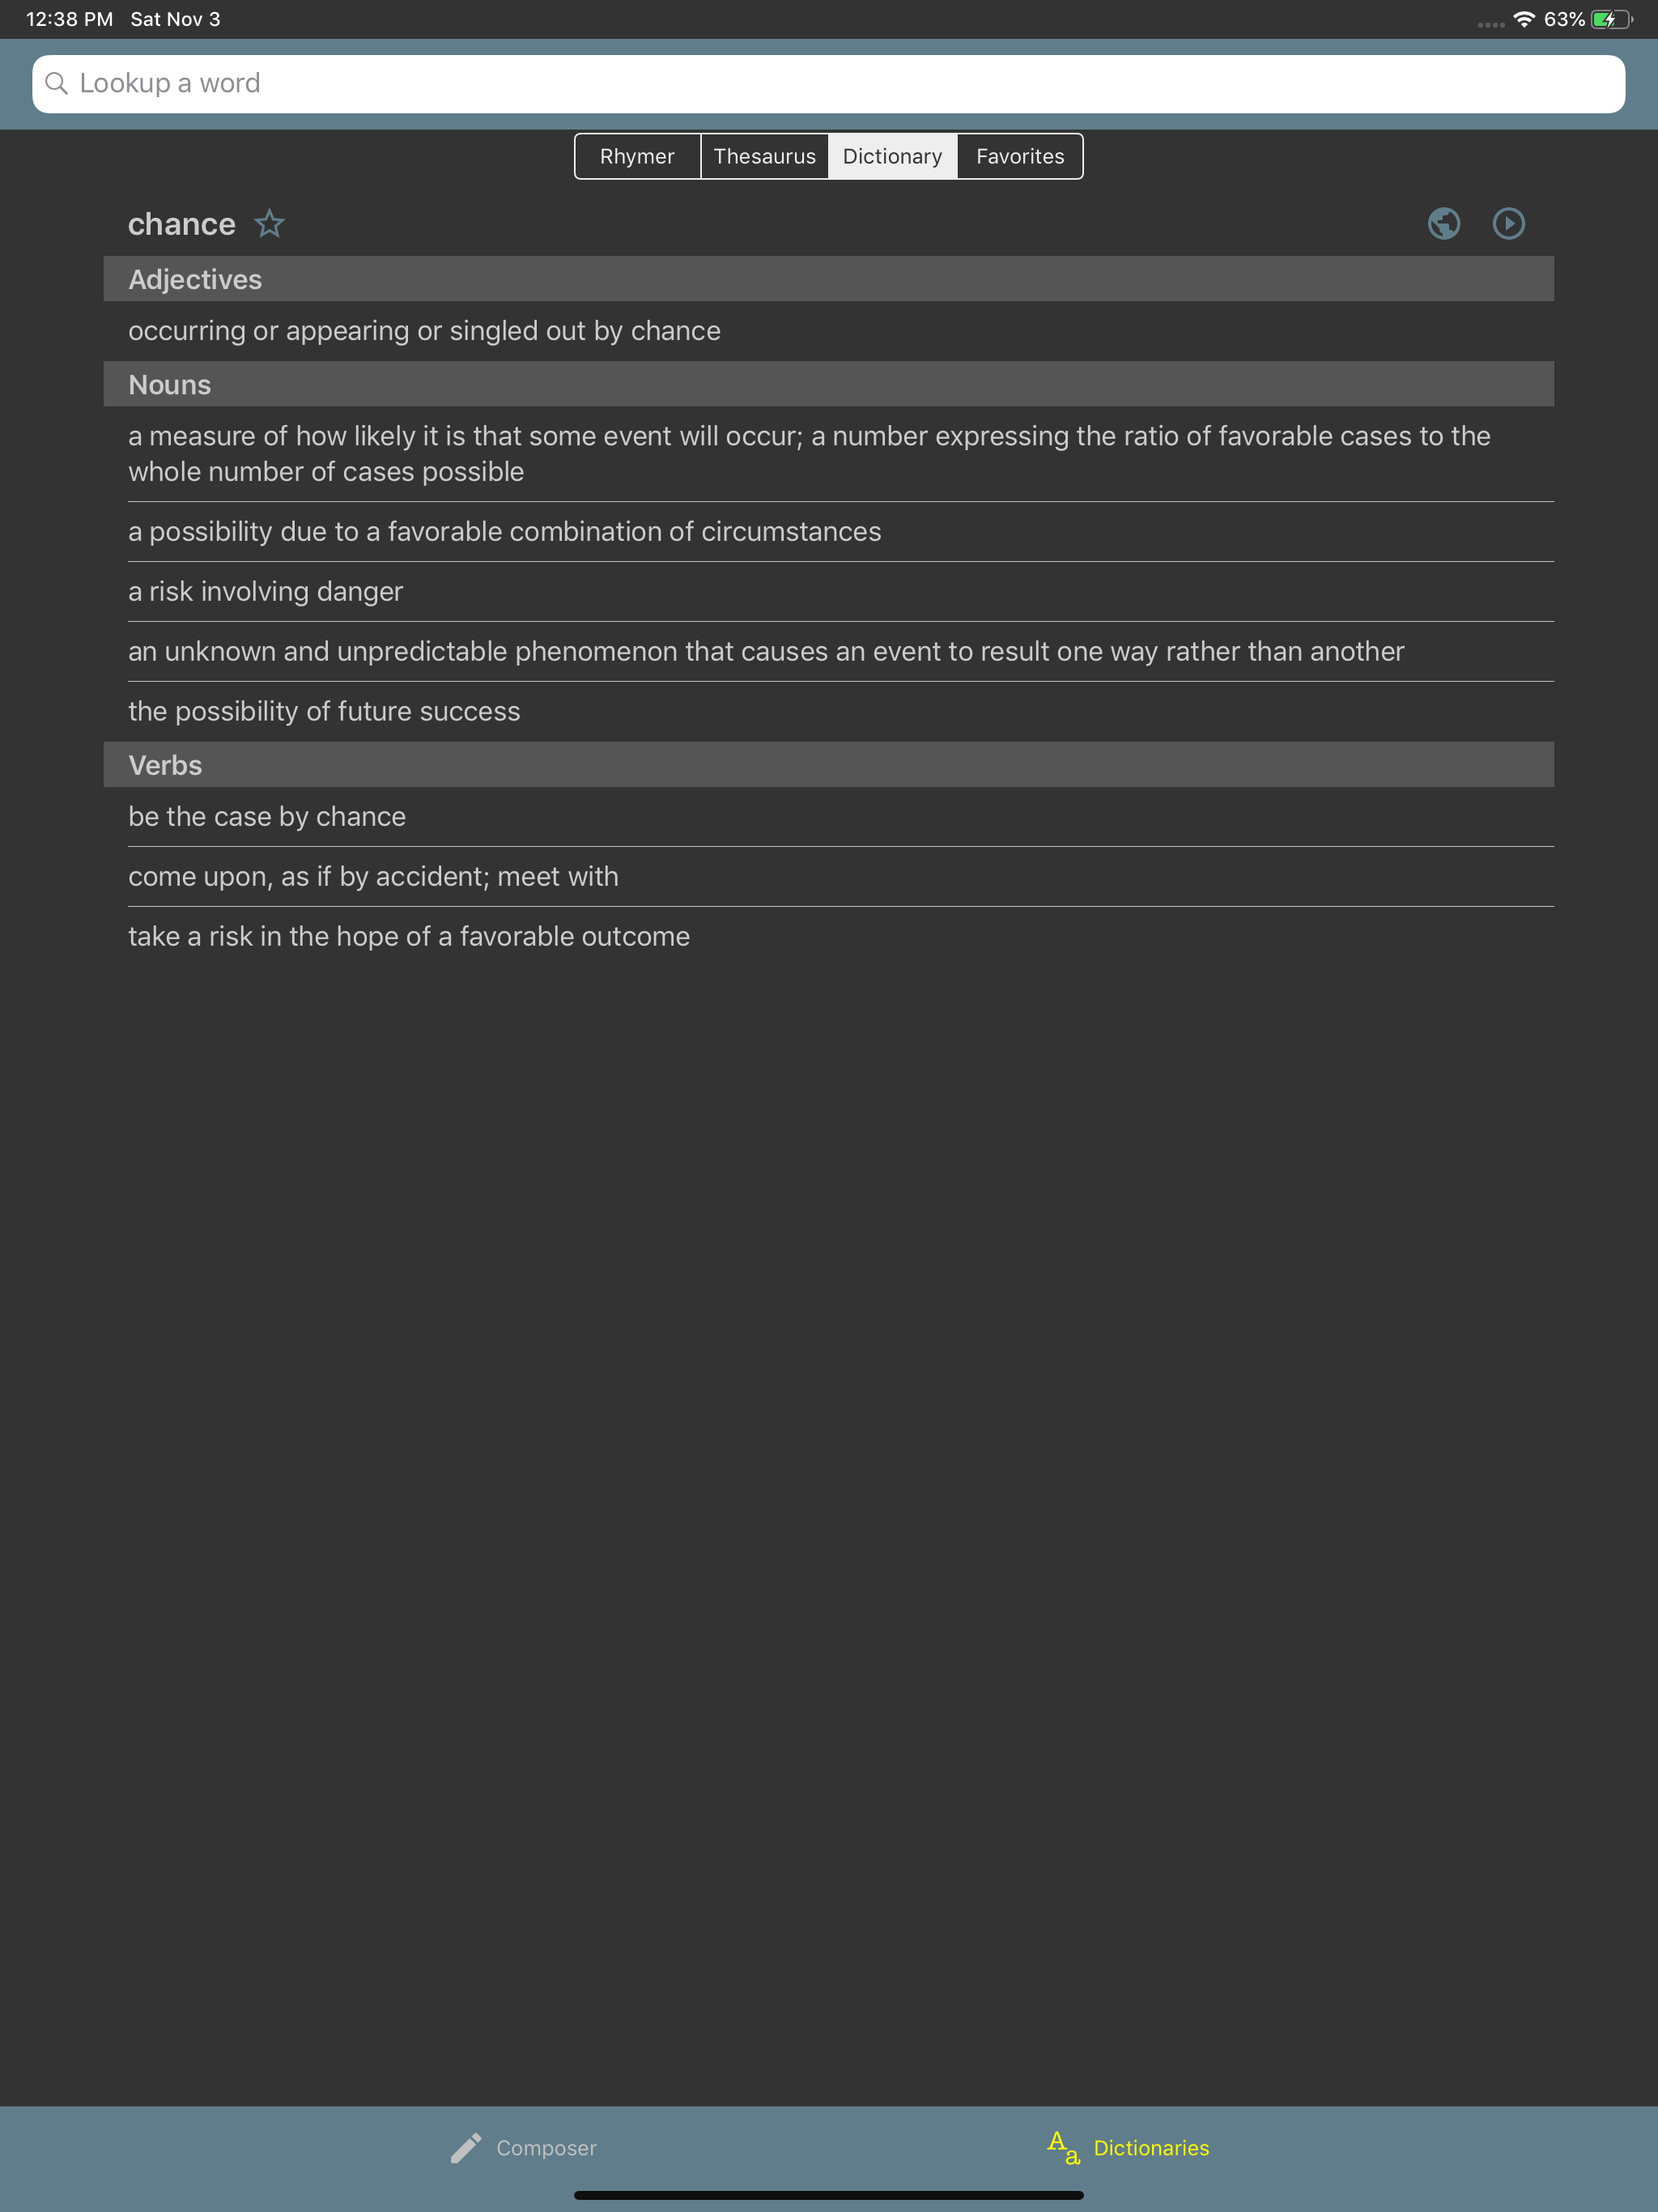 12:38 PM Sat Nov 3 63%
Lookup a word
Rhymer Thesaurus Dictionary Favorites
chance
Adjectives
occurring or appearing or singled out by chance
Nouns
a measure of how likely it is that some event will occur; a number expressing the ratio of favorable cases to the
whole number of cases possible
a possibility due to a favorable combination of circumstances
a risk involving danger
an unknown and unpredictable phenomenon that causes an event to result one way rather than another
the possibility of future success
Verbs
be the case by chance
come upon, as if by accident; meet with
take a risk in the hope of a favorable outcome
Composer Aa Dictionaries